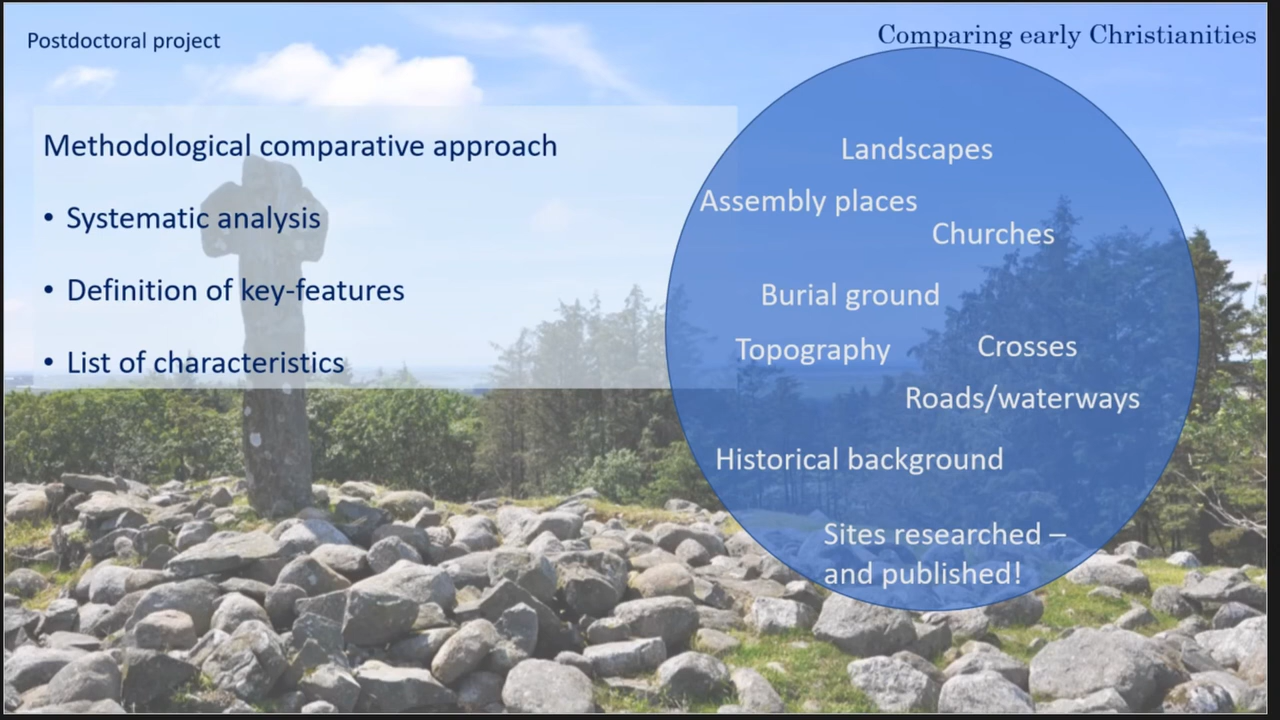 Postdoctoral project
Comparing early Christianities
Methodological comparative approach
• Systematic analysis
• Definition of key-features
• List of characteristics
Landscapes
Assembly places
Churches
Burial ground
Topography
Crosses
Roads/waterways
Historical background
Sites researched –
and published!